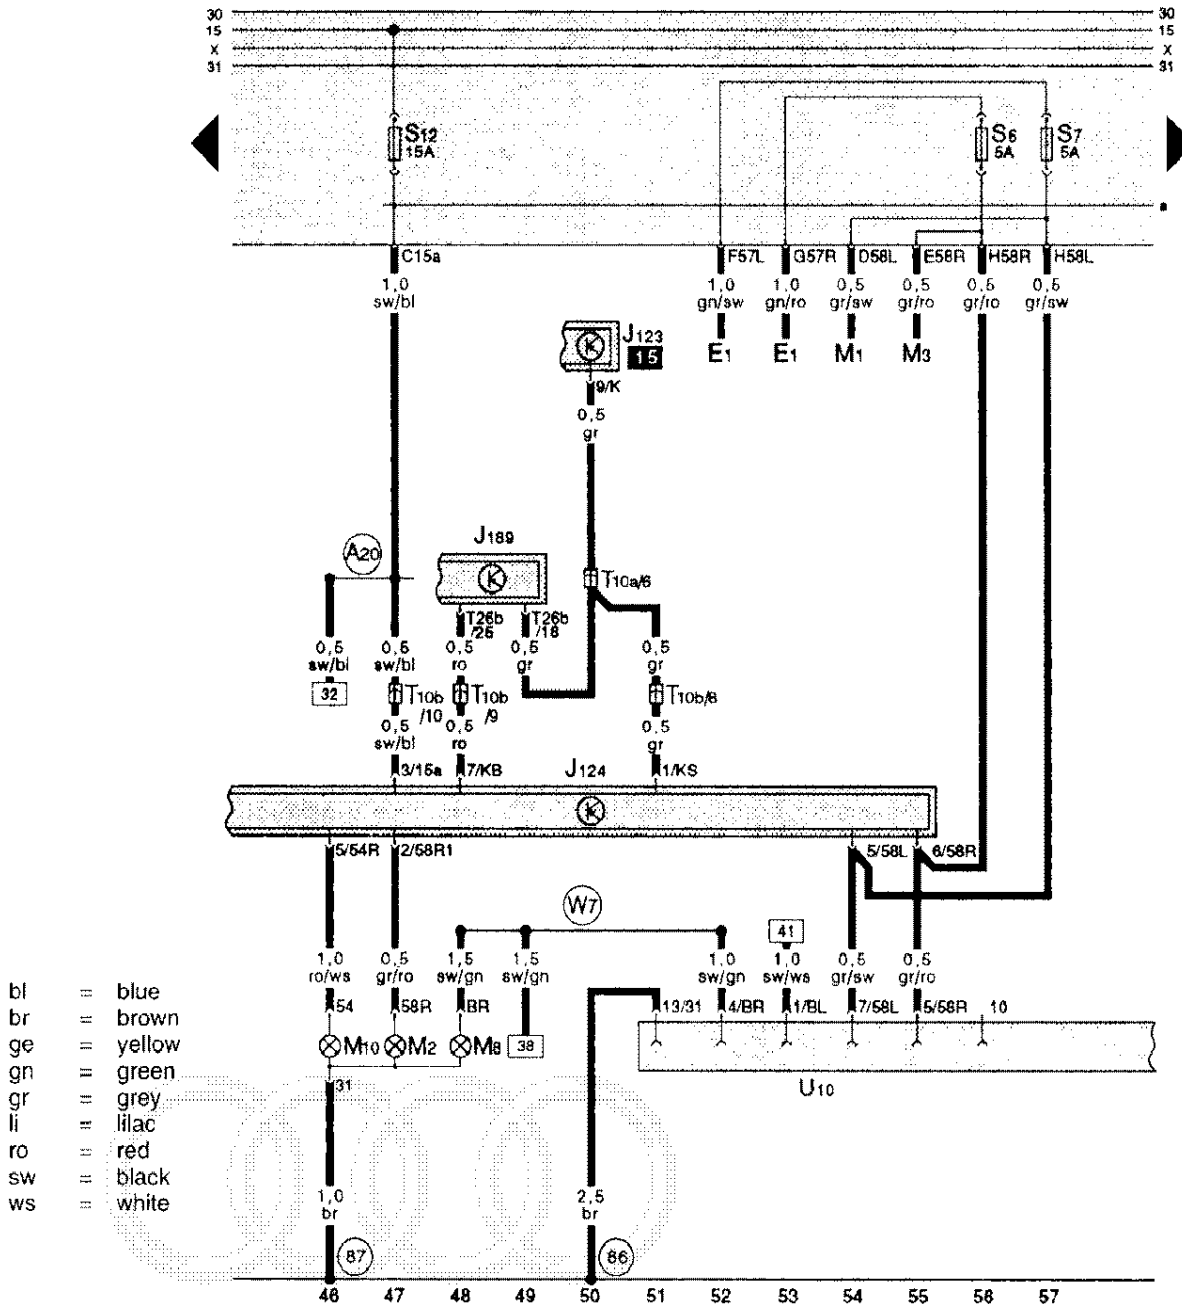 30 30
15 15
X X
31 31
S12 S6 S7
15A 5A 5A
a
C15a F57L G57R D58L E58R H58R H58L
1,0 1,0 1,0 0,5 0,5 0,5 0,5
sw/bl gn/sw gn/ro gr/sw gr/ro gr/ro gr/sw
J123
15
E1 E1 M1 M3
9/K
0,5
gr
J189
A20
T10a/6
T26b T26b
/25 /18
0,5 0,5 0,5 0,5 0,5
sw/bl sw/bl ro gr gr
32 T10b T10b T10b/8
/10 /9
0,5 0,5 0,5
sw/bl ro gr
3/15a 7/KB J124 1/KS
5/54R 2/58R1 5/58L 6/58R
W7
41
1,0 0,5 1,5 1,5 1,0 1,0 0,5 0,5
ro/ws gr/ro sw/gn sw/gn sw/gn sw/ws gr/sw gr/ro
54 58R BR 13/31 4/BR 1/BL 7/58L 5/58R 10
M10 M2 M8 38
31
U10
bl = blue
br = brown
ge = yellow
gn = green
gr = grey
li = lilac
ro = red
sw = black
ws = white
1,0 2,5
br br
87 86
46 47 48 49 50 51 52 53 54 55 56 57